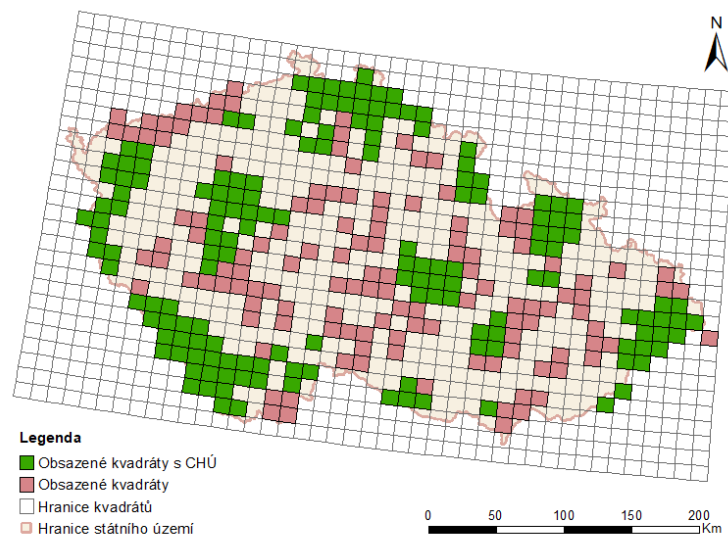 N
Legenda
Obsazené kvadráty s CHÚ
Obsazené kvadráty
Hranice kvadrátů
Hranice státního území
0 50 100 150 200
Km